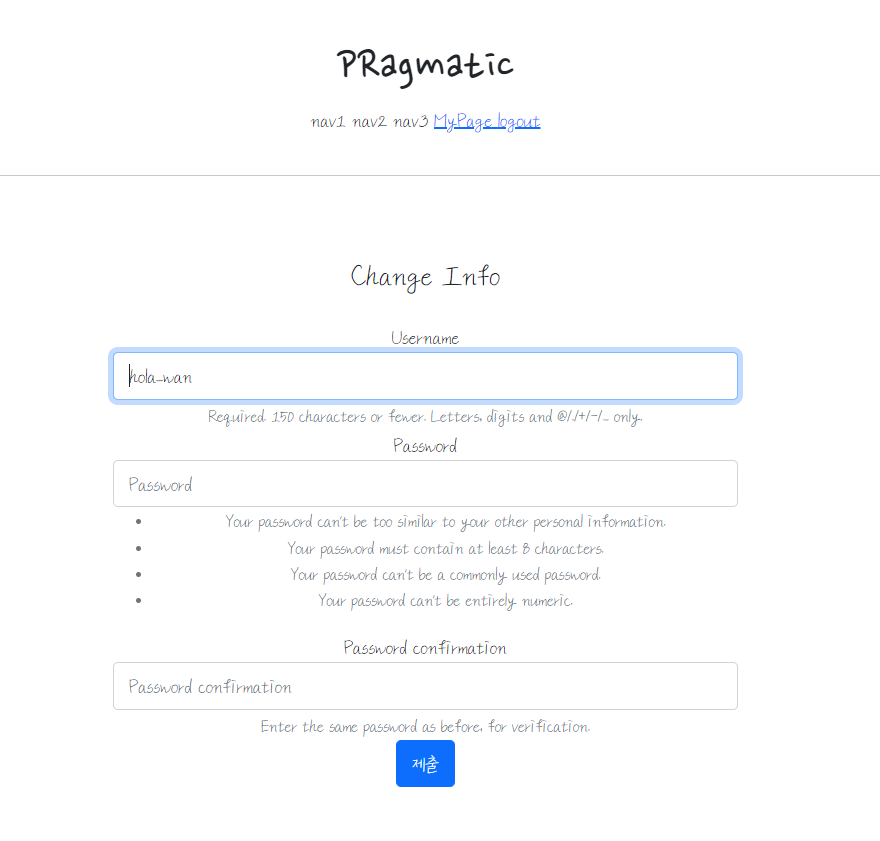 PRagmatic
nav1 nav2 nav3 MyPage logout
Change Info
Username
hola_wan
Required. 150 characters or fewer. Letters, digits and @/./+/-/_ only.
Password
Password
Your password can't be too similar to your other personal information.
Your password must contain at least 8 characters.
Your password can't be a commonly used password.
Your password can't be entirely numeric.
Password confirmation
Password confirmation
Enter the same password as before, for verification.
제출